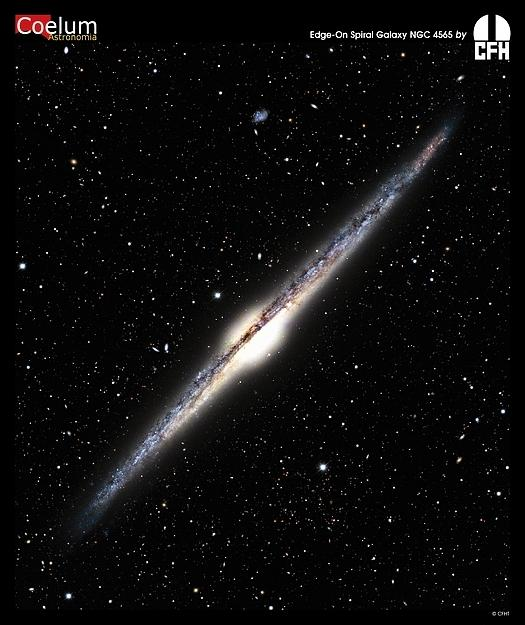 Coelum
Astronomia
Edge-On Spiral Galaxy NGC 4565 by
CFH
© CFHT